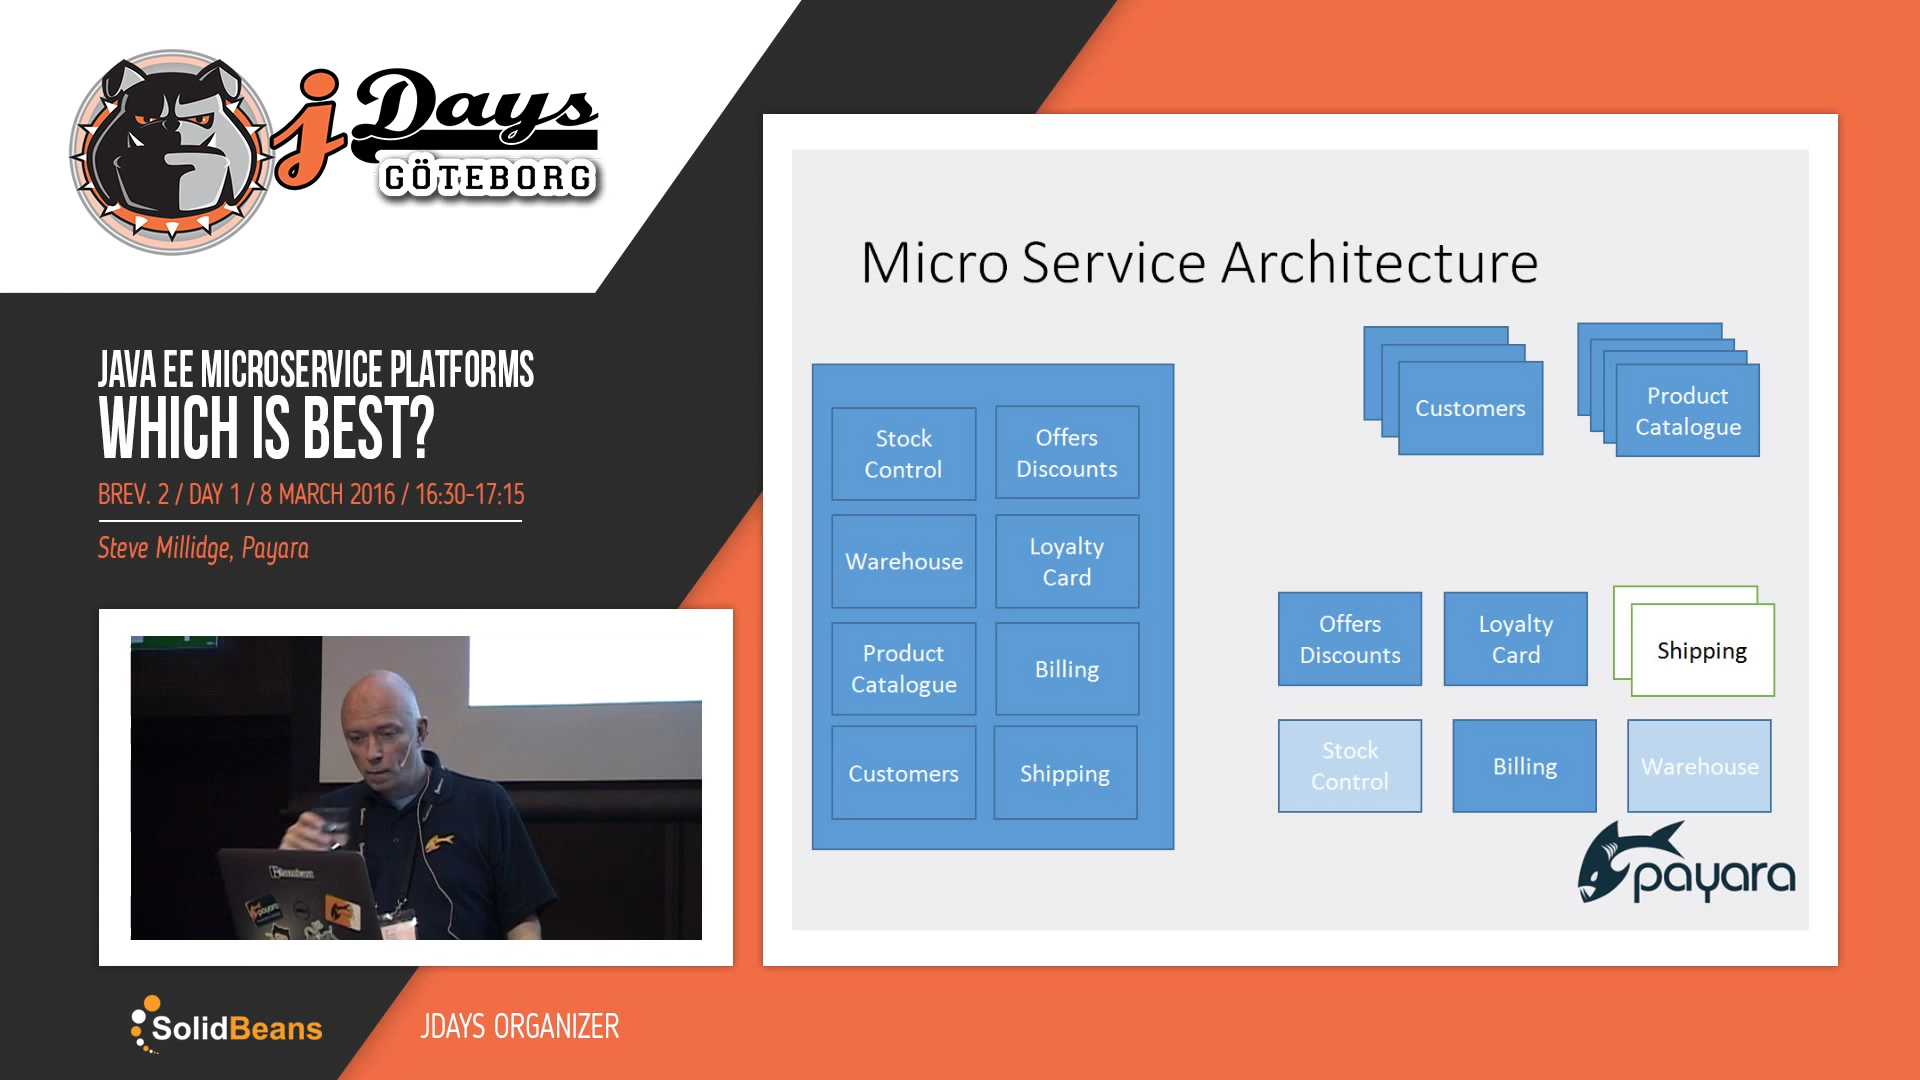 jDays
GÖTEBORG
JAVA EE MICROSERVICE PLATFORMS
WHICH IS BEST?
BREV. 2 / DAY 1 / 8 MARCH 2016 / 16:30-17:15
Steve Millidge, Payara
payara
SolidBeans
JDAYS ORGANIZER
Micro Service Architecture
Stock
Control
Offers
Discounts
Warehouse
Loyalty
Card
Product
Catalogue
Billing
Customers
Shipping
Customers
Product
Catalogue
Offers
Discounts
Loyalty
Card
Shipping
Stock
Control
Billing
Warehouse
payara